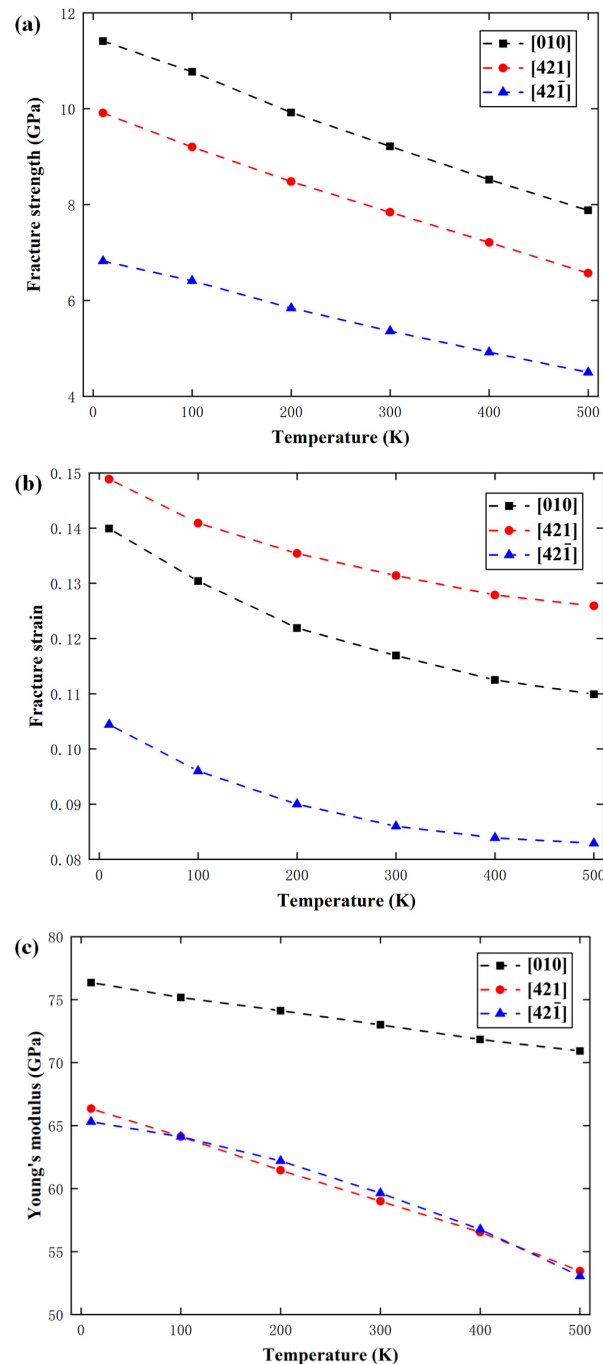 (a)
12
10
8
6
4
Fracture strength (GPa)
[010]
[421]
[421̄]
0 100 200 300 400 500
Temperature (K)
(b)
0.15
0.14
0.13
0.12
0.11
0.10
0.09
0.08
Fracture strain
[010]
[421]
[421̄]
0 100 200 300 400 500
Temperature (K)
(c)
80
75
70
65
60
55
50
Young's modulus (GPa)
[010]
[421]
[421̄]
0 100 200 300 400 500
Temperature (K)